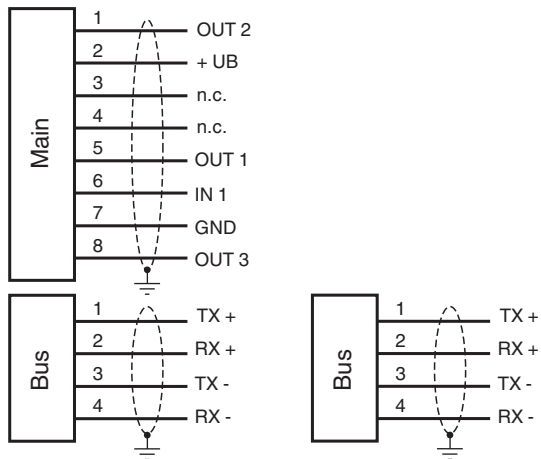 Main
1 OUT 2
2 + UB
3 n.c.
4 n.c.
5 OUT 1
6 IN 1
7 GND
8 OUT 3
Bus
1 TX +
2 RX +
3 TX -
4 RX -
Bus
1 TX +
2 RX +
3 TX -
4 RX -